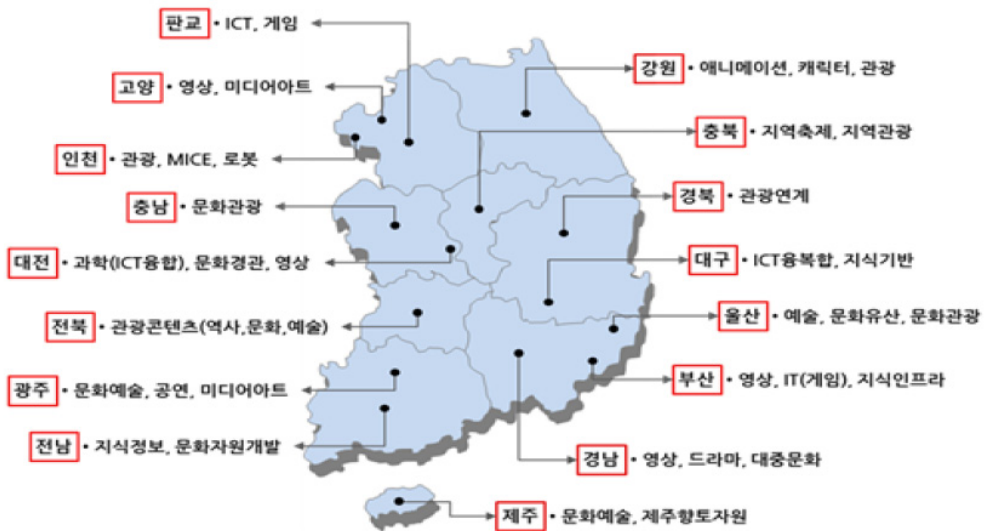 판교 • ICT, 게임
고양 • 영상, 미디어아트
인천 • 관광, MICE, 로봇
충남 • 문화관광
대전 • 과학(ICT융합), 문화경관, 영상
전북 • 관광콘텐츠(역사,문화,예술)
광주 • 문화예술, 공연, 미디어아트
전남 • 지식정보, 문화자원개발
강원 • 애니메이션, 캐릭터, 관광
충북 • 지역축제, 지역관광
경북 • 관광연계
대구 • ICT융복합, 지식기반
울산 • 예술, 문화유산, 문화관광
부산 • 영상, IT(게임), 지식인프라
경남 • 영상, 드라마, 대중문화
제주 • 문화예술, 제주향토자원